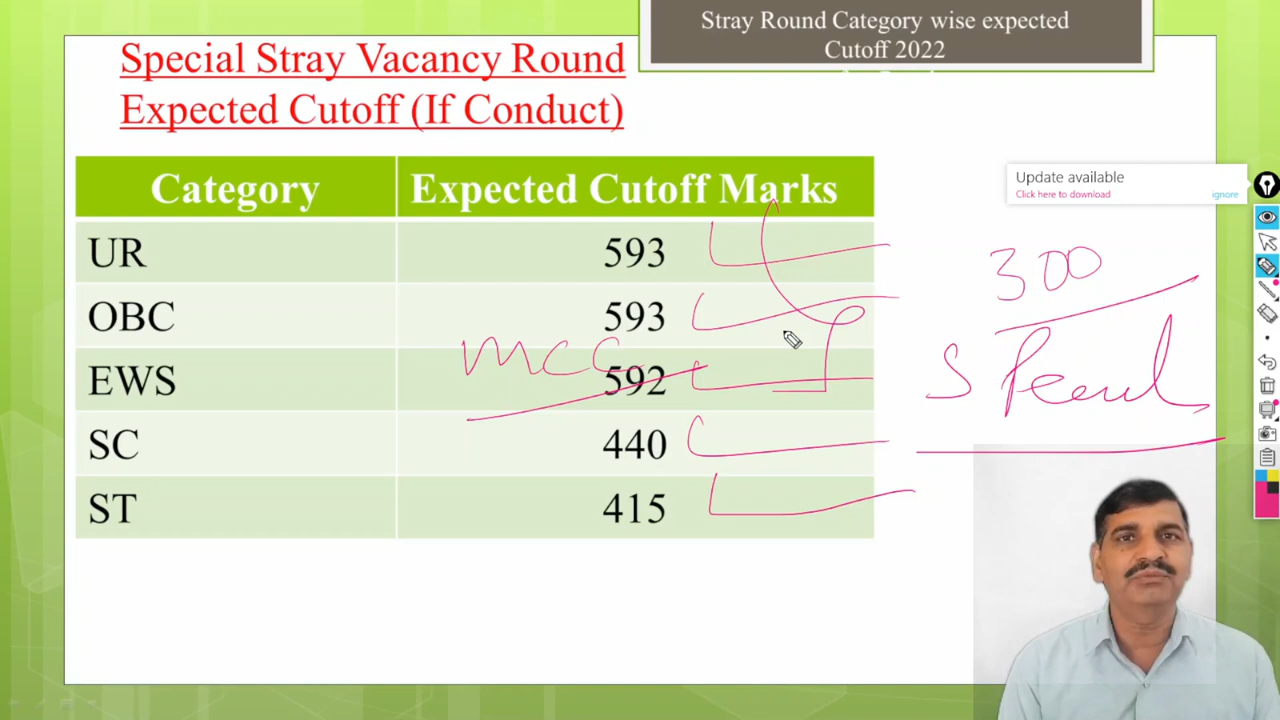 Stray Round Category wise expected
Cutoff 2022
Special Stray Vacancy Round
Expected Cutoff (If Conduct)
Category Expected Cutoff Marks
UR 593
OBC 593
EWS 592
SC 440
ST 415
MCC
300
Update available
Click here to download ignore